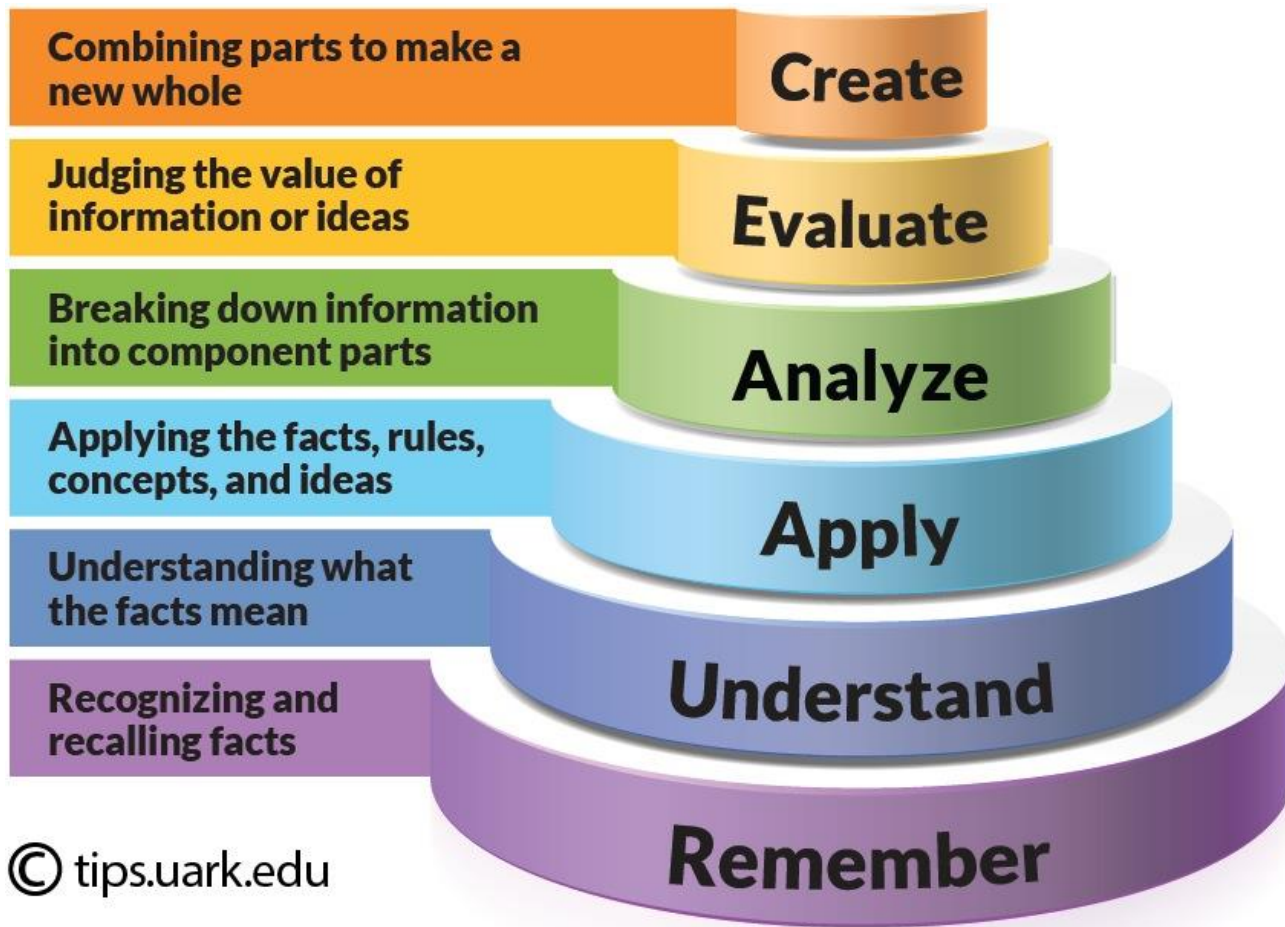 Combining parts to make a
new whole
Create
Judging the value of
information or ideas
Evaluate
Breaking down information
into component parts
Analyze
Applying the facts, rules,
concepts, and ideas
Apply
Understanding what
the facts mean
Understand
Recognizing and
recalling facts
Remember
© tips.uark.edu